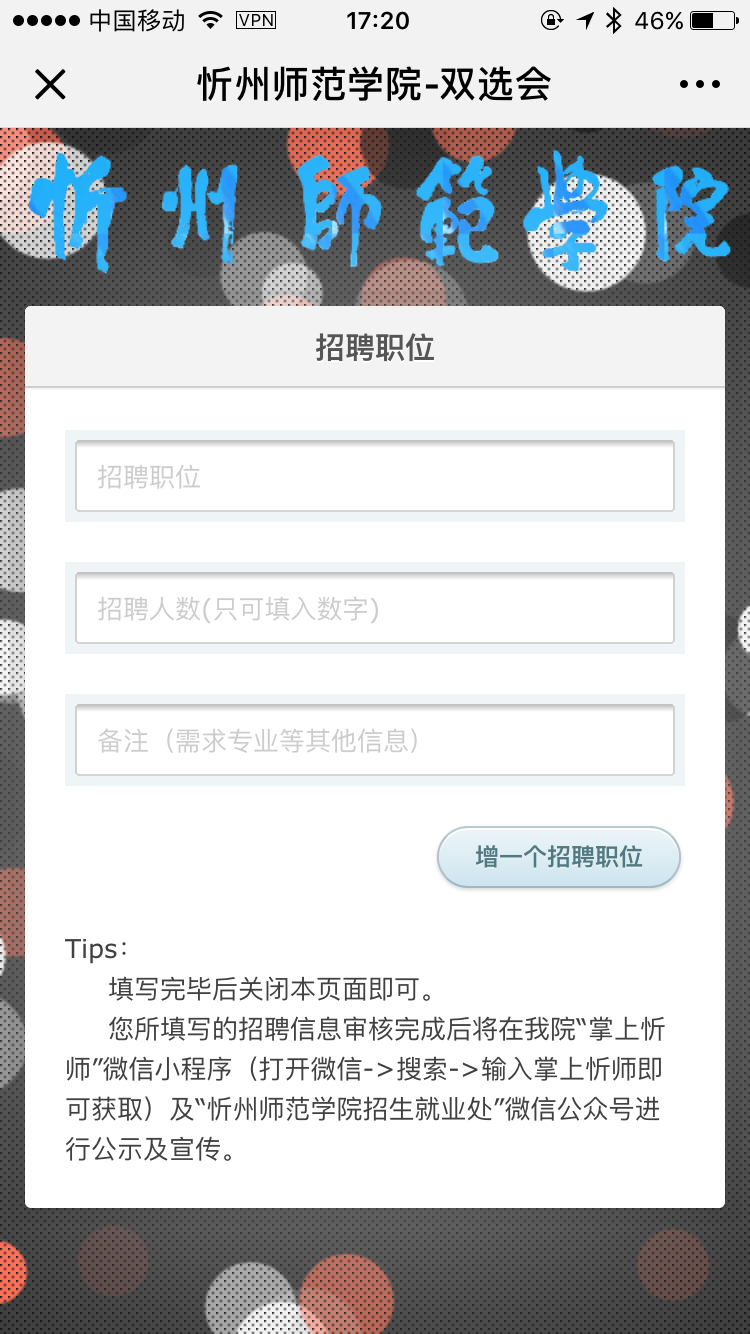 中国移动 VPN 17:20 46%
忻州师范学院-双选会
忻州師範學院
招聘职位
招聘职位
招聘人数(只可填入数字)
备注（需求专业等其他信息）
增一个招聘职位
Tips：
填写完毕后关闭本页面即可。
您所填写的招聘信息审核完成后将在我院“掌上忻
师”微信小程序（打开微信->搜索->输入掌上忻师即
可获取）及“忻州师范学院招生就业处”微信公众号进
行公示及宣传。